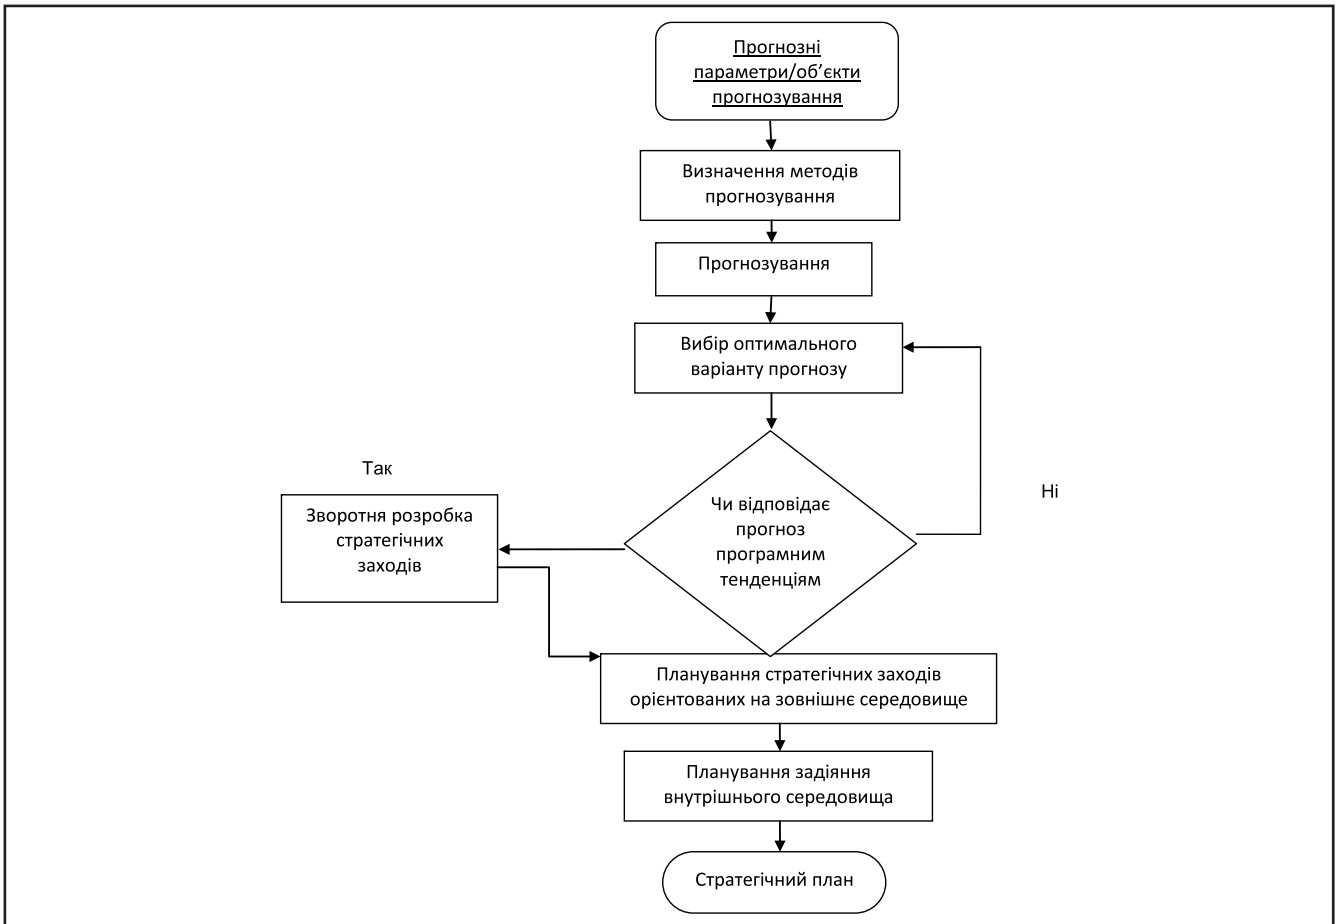 Прогнозні
параметри/об’єкти
прогнозування
Визначення методів
прогнозування
Прогнозування
Вибір оптимального
варіанту прогнозу
Так
Ні
Чи відповідає
прогноз
програмним
тенденціям
Зворотня розробка
стратегічних
заходів
Планування стратегічних заходів
орієнтованих на зовнішнє середовище
Планування задіяння
внутрішнього середовища
Стратегічний план